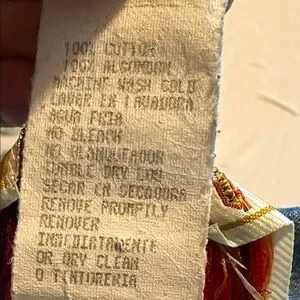 100% COTTON
100% ALGODON
MACHINE WASH COLD
LAVAR EN LAVADORA
AGUA FRIA
NO BLEACH
NO BLANQUEADOR
TUMBLE DRY LOW
SECAR EN SECADORA
REMOVE PROMPTLY
REMOVER
IMMEDIATAMENTE
OR DRY CLEAN
O TINTORERIA